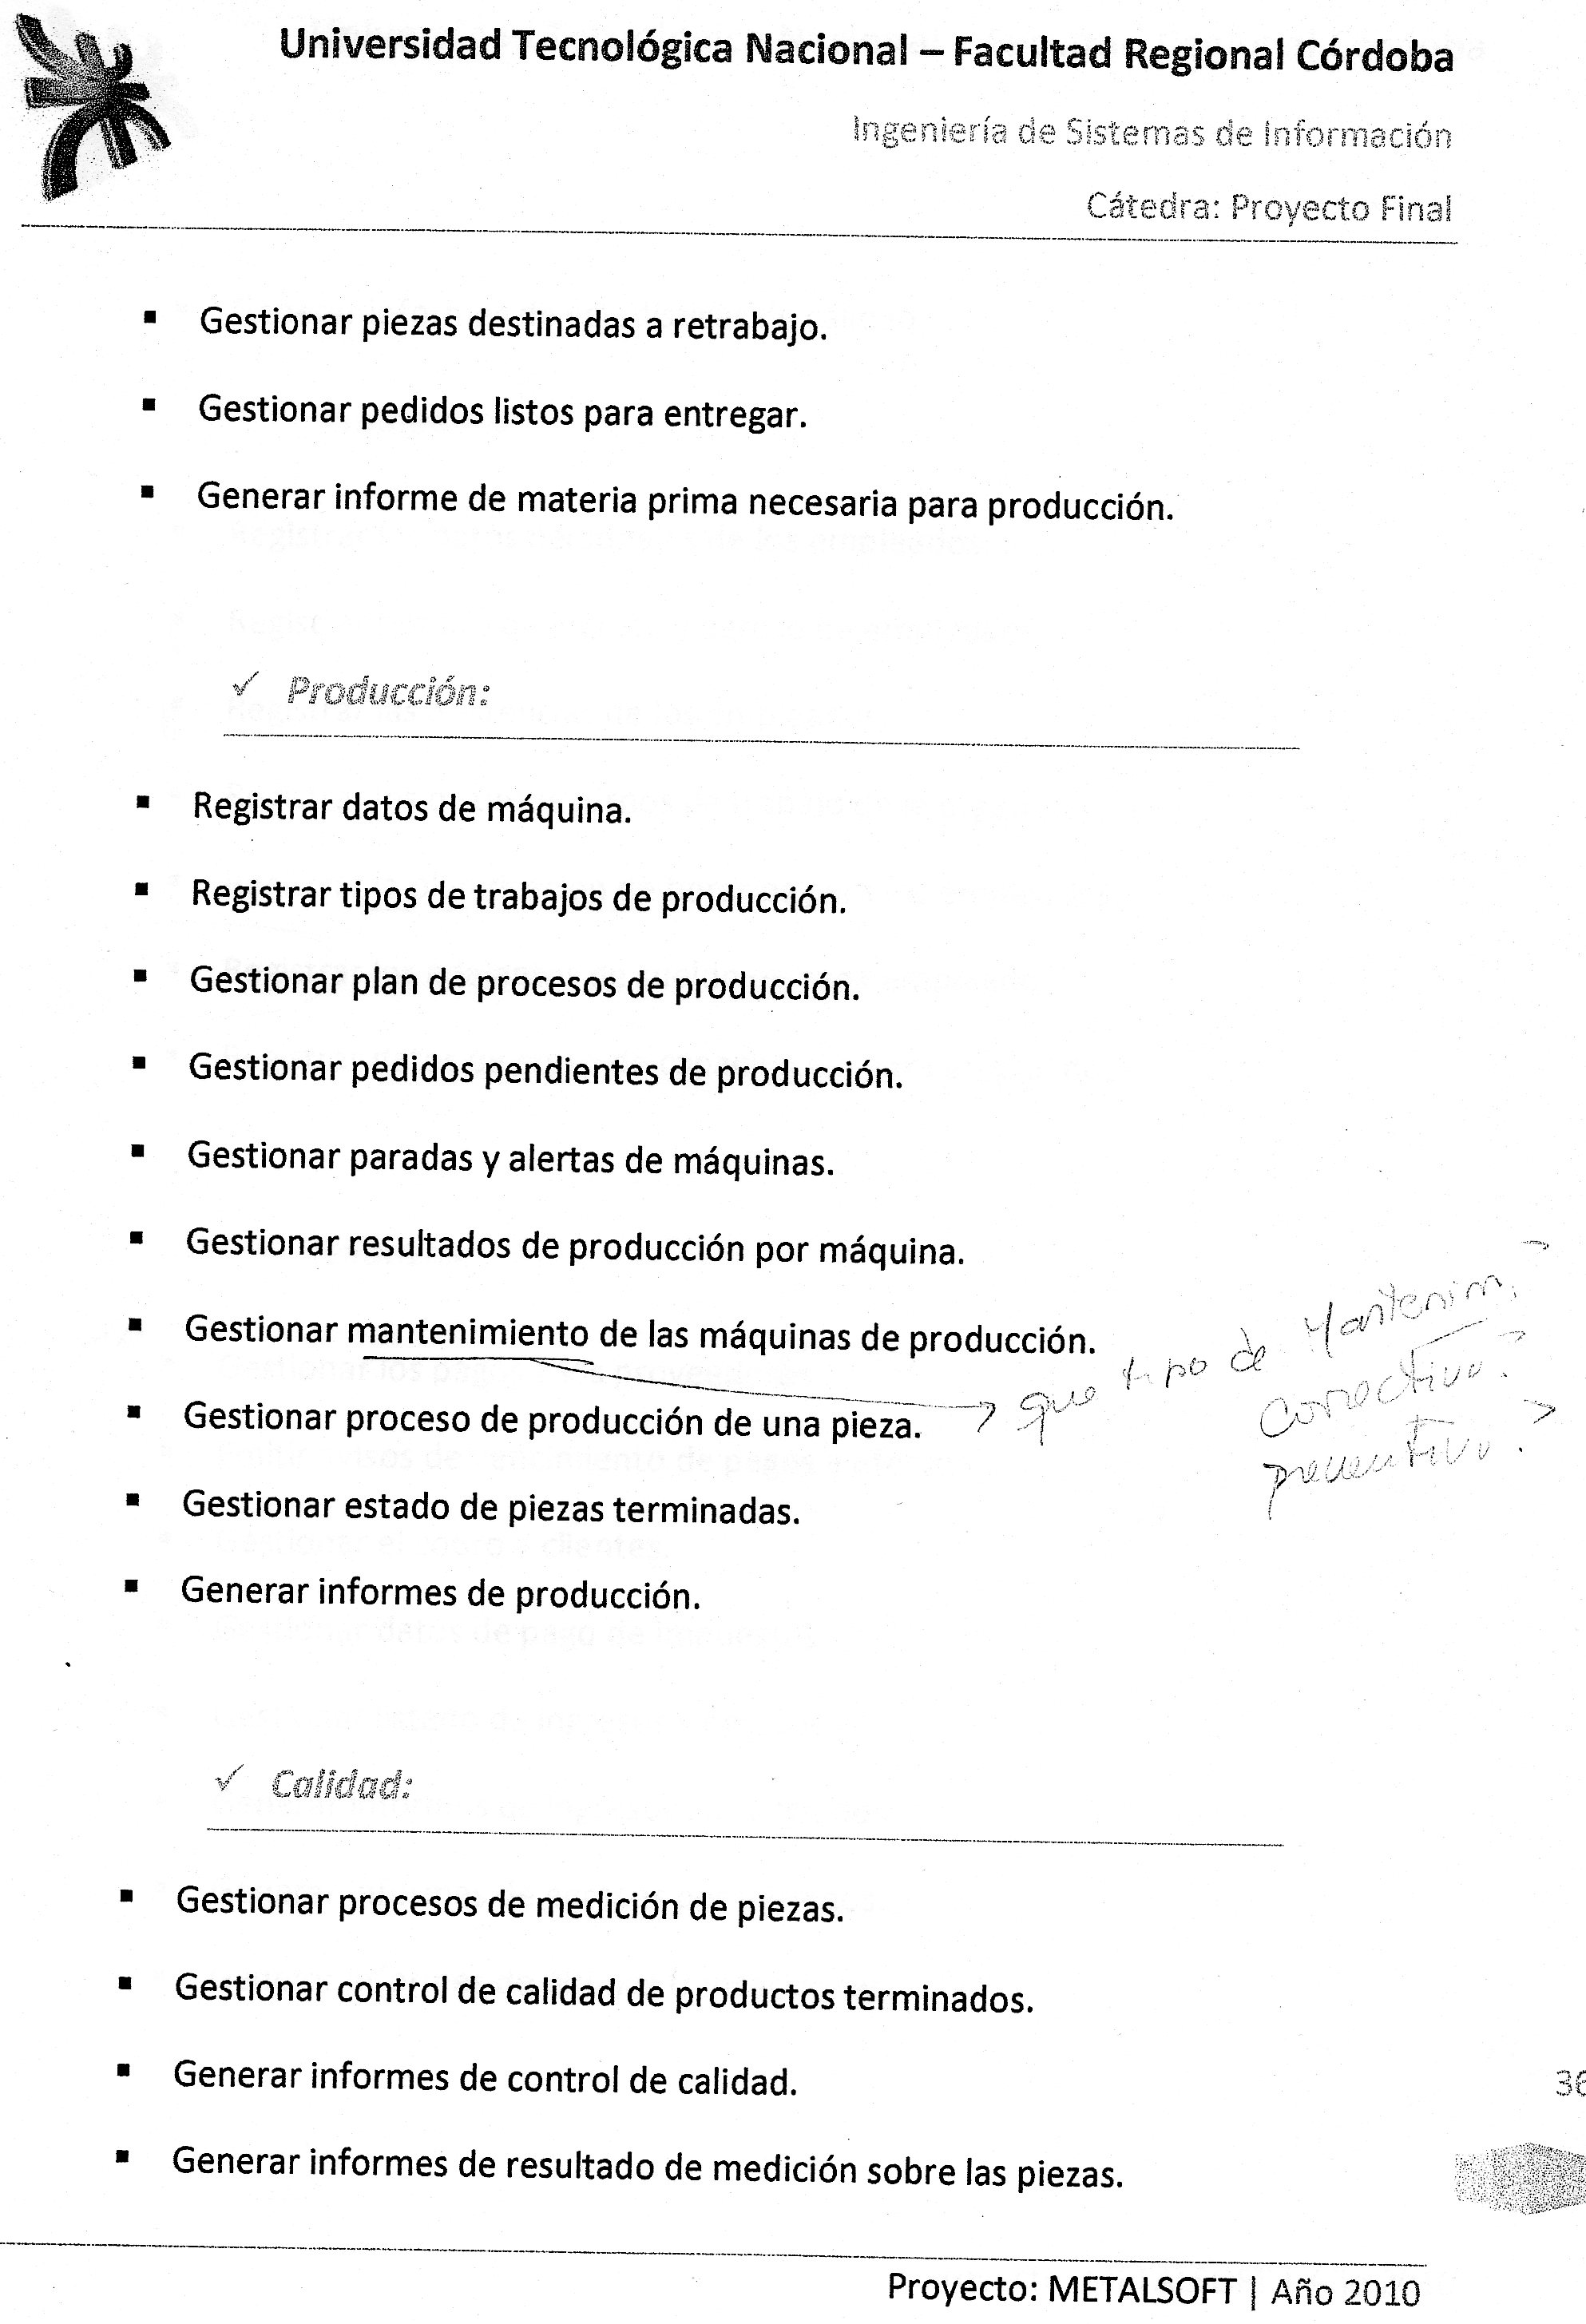 Universidad Tecnológica Nacional – Facultad Regional Córdoba
Ingeniería de Sistemas de Información
Cátedra: Proyecto Final
▪ Gestionar piezas destinadas a retrabajo.
▪ Gestionar pedidos listos para entregar.
▪ Generar informe de materia prima necesaria para producción.
✓ Producción:
▪ Registrar datos de máquina.
▪ Registrar tipos de trabajos de producción.
▪ Gestionar plan de procesos de producción.
▪ Gestionar pedidos pendientes de producción.
▪ Gestionar paradas y alertas de máquinas.
▪ Gestionar resultados de producción por máquina.
▪ Gestionar mantenimiento de las máquinas de producción.
que tipo de Mantenim.
correctivo?
preventivo?
▪ Gestionar proceso de producción de una pieza.
▪ Gestionar estado de piezas terminadas.
▪ Generar informes de producción.
✓ Calidad:
▪ Gestionar procesos de medición de piezas.
▪ Gestionar control de calidad de productos terminados.
▪ Generar informes de control de calidad.
36
▪ Generar informes de resultado de medición sobre las piezas.
Proyecto: METALSOFT | Año 2010